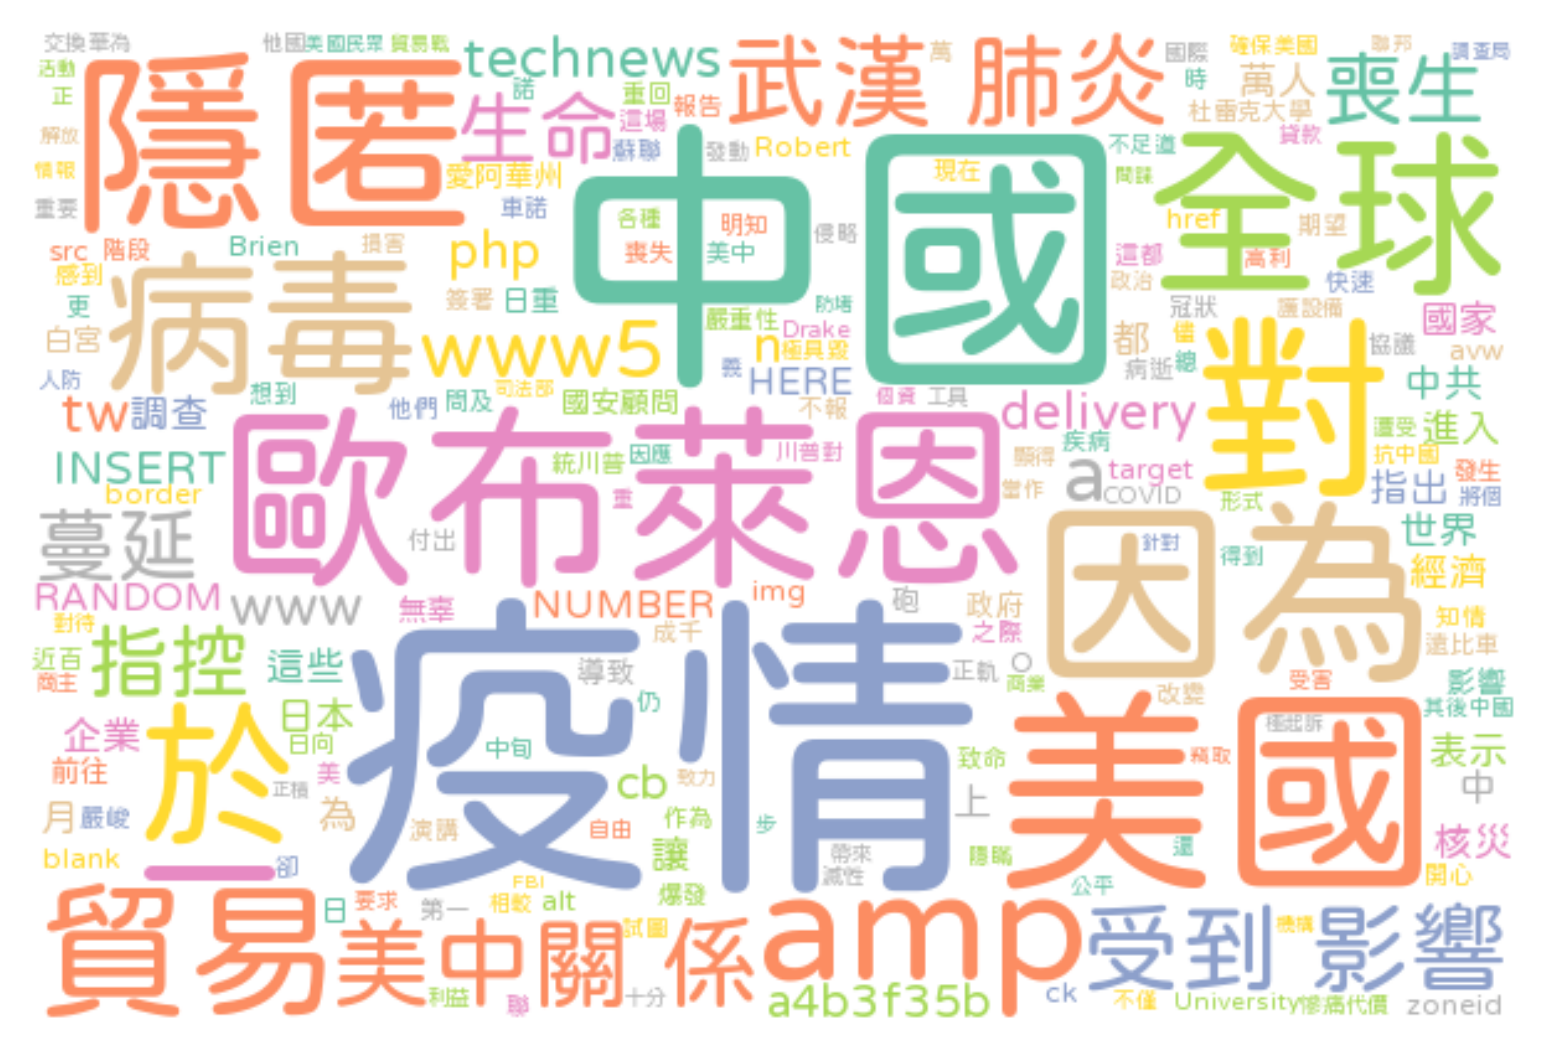 交換華為 他國 美國民眾 貿易戰 technews 武漢 肺炎 萬 國際 確保美國 聯邦 調查局
活動 隱匿 諾 重回 時 萬人 喪生
正 生命 這場 報告 杜雷克大學
解放 蘇聯 發動 Robert 不足道 貸款 全球
情報 愛阿華州 中國 現在 間諜
重要 車諾 各種 明知 侵略 href 期望
src 階段 Brien 損害 php 喪失 美中 這都 高利
感到 病毒 政治 快速
更 簽署 日重 嚴重性 防堵 冠狀 護設備 國家
白宮 www5 Drake n 極具毀 都 儘 對 協議 avw
人防 想到 司法部 義 HERE 病逝 總 中共
tw 調查 他們 問及 國安顧問 不報 個資 工具 delivery 遭受 進入
INSERT 歐布萊恩 統川普 因應 川普對 顯得 疾病 抗中國
border 重 當作 a target 指出 發生
蔓延 付出 COVID 形式 將個
因為 針對 得到 世界
RANDOM www 無辜 NUMBER img 砲 政府 經濟
對待 疫情 成千 之際 知情
指控 這些 導致 正軌 O 遠比車
近百 商主 仍 商業 改變 受害 影響
企業 於 日本 美國 極起訴 其後中國
日向 中旬 致命 飛取 表示
前往 正積 美 cb 致力 上 中
月 嚴峻 為 演講 自由 作為 步
blank 一 卻 讓 帶來 隱瞞 還 核災
滅性 公平 關心
貿易 日 要求 第一 FBI 相較 alt 爆發 amp 受到 影響
美中關 係 試圖 機構
利益 聯 十分 a4b3f35b ck 不僅 University 慘痛代價 zoneid